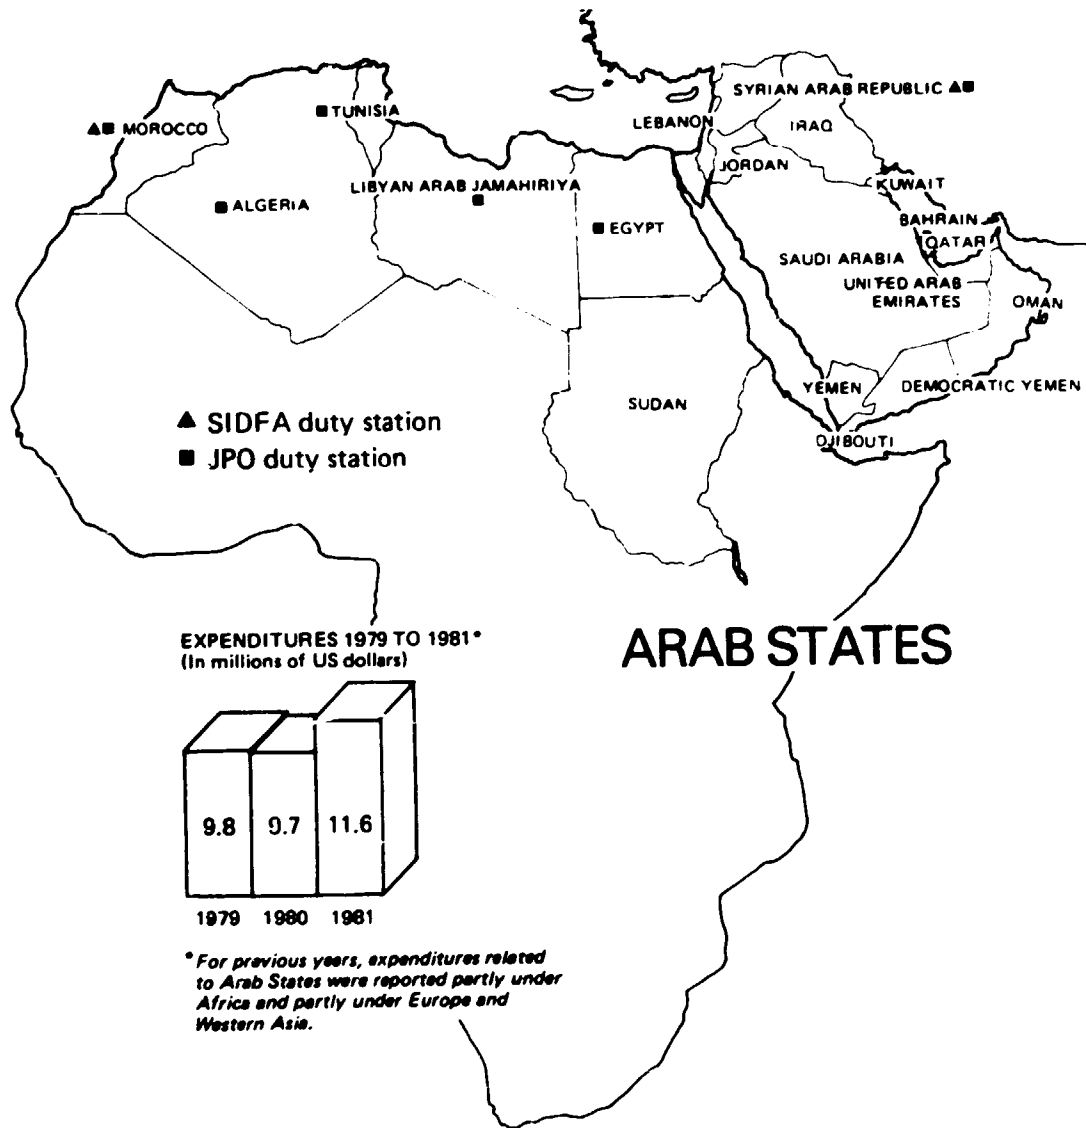 SYRIAN ARAB REPUBLIC ▲■
■ TUNISIA
LEBANON
▲■ MOROCCO
IRAQ
JORDAN
LIBYAN ARAB JAMAHIRIYA
KUWAIT
■ ALGERIA
BAHRAIN
■ EGYPT
QATAR
SAUDI ARABIA
UNITED ARAB
EMIRATES
OMAN
YEMEN
DEMOCRATIC YEMEN
SUDAN
DJIBOUTI
▲ SIDFA duty station
■ JPO duty station
ARAB STATES
EXPENDITURES 1979 TO 1981*
(In millions of US dollars)
9.8 9.7 11.6
1979 1980 1981
* For previous years, expenditures related
to Arab States were reported partly under
Africa and partly under Europe and
Western Asia.